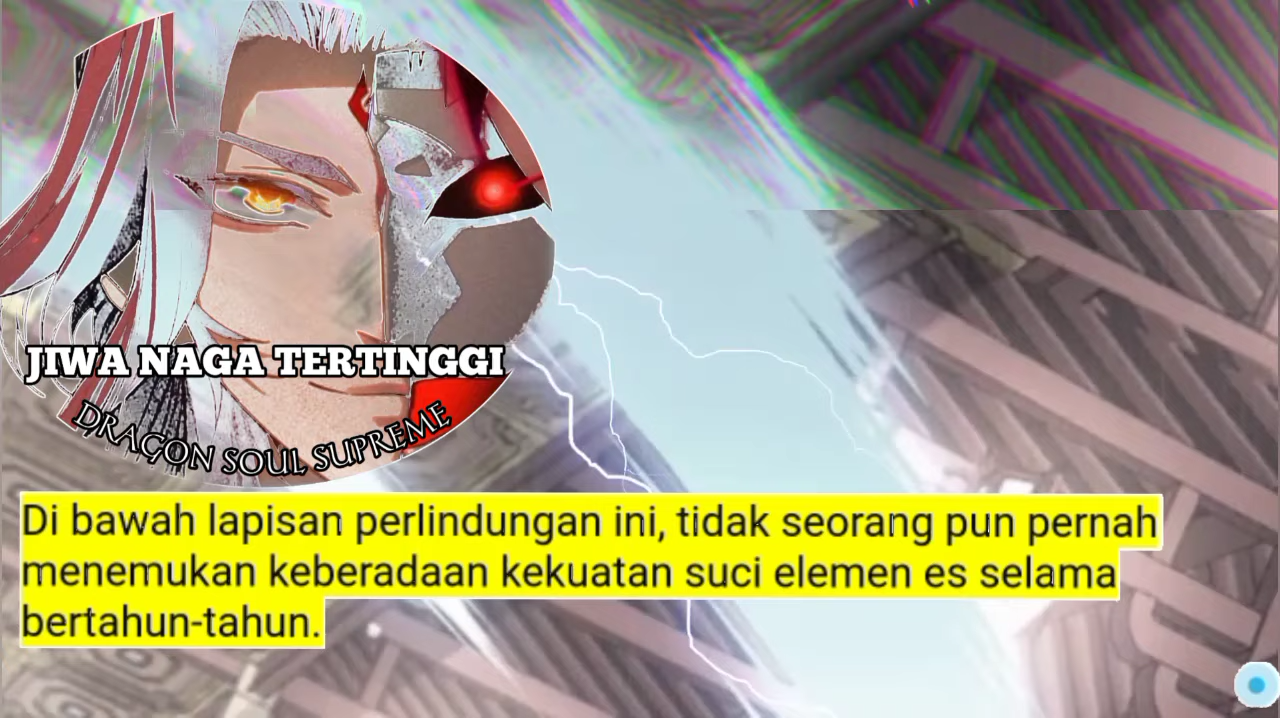 JIWA NAGA TERTINGGI
DRAGON SOUL SUPREME
Di bawah lapisan perlindungan ini, tidak seorang pun pernah
menemukan keberadaan kekuatan suci elemen es selama
bertahun-tahun.